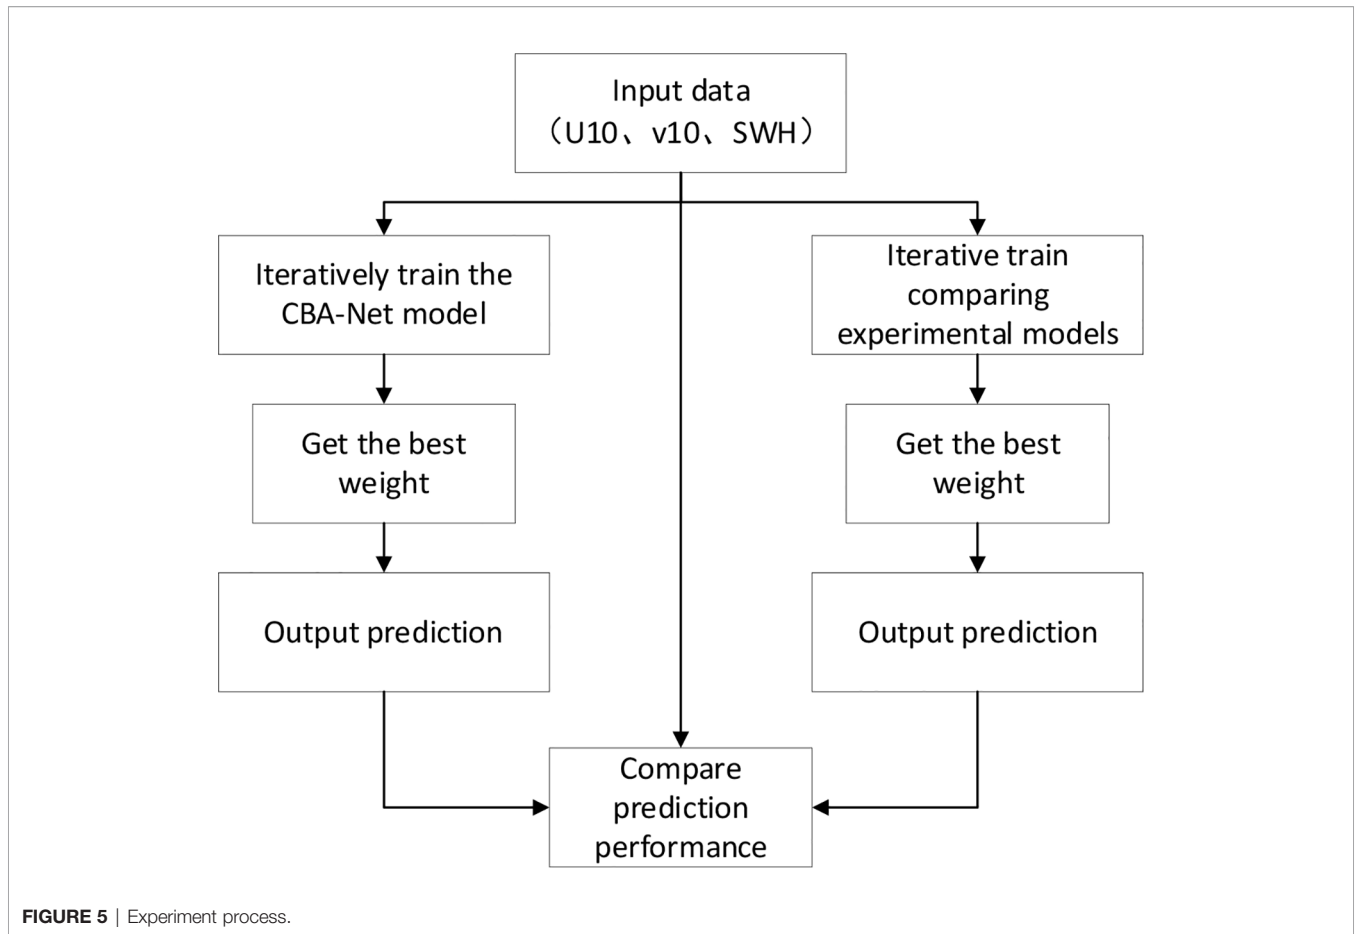 Input data
（U10、v10、SWH）
Iteratively train the
CBA-Net model
Iterative train
comparing
experimental models
Get the best
weight
Get the best
weight
Output prediction
Output prediction
Compare
prediction
performance
FIGURE 5 | Experiment process.